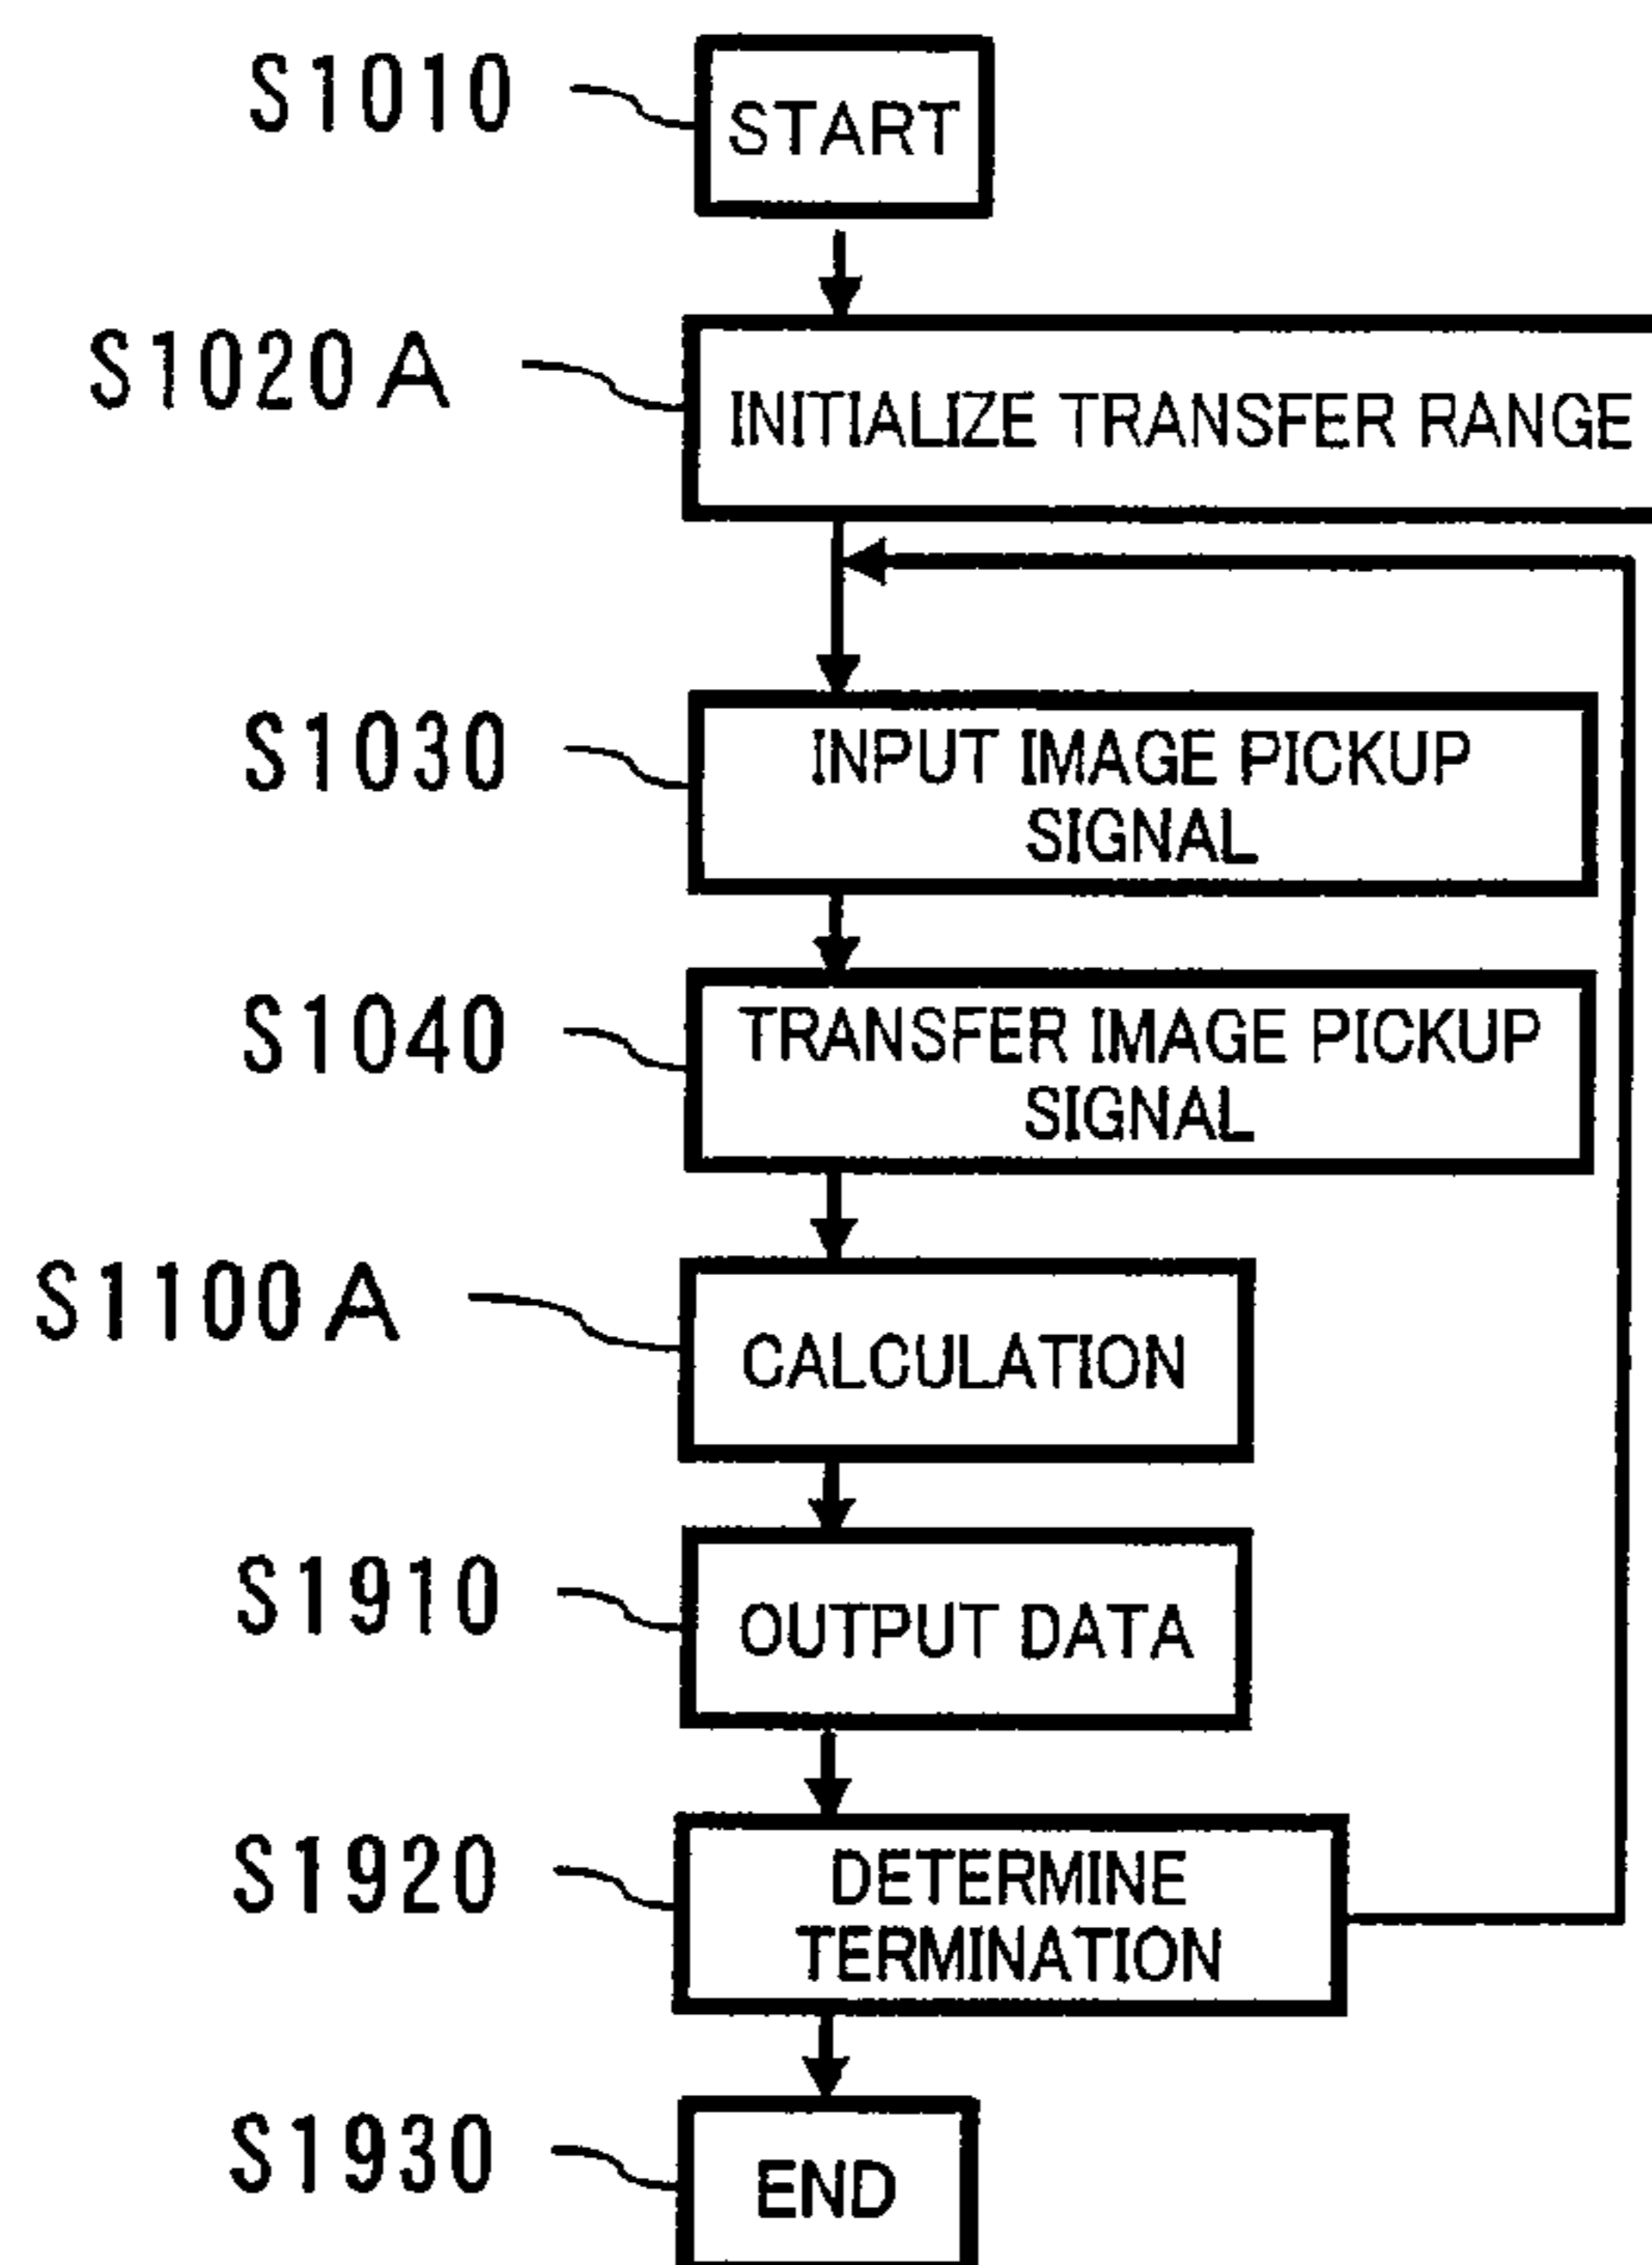 S1010
START
S1020A
INITIALIZE TRANSFER RANGE
S1030
INPUT IMAGE PICKUP
SIGNAL
S1040
TRANSFER IMAGE PICKUP
SIGNAL
S1100A
CALCULATION
S1910
OUTPUT DATA
S1920
DETERMINE
TERMINATION
S1930
END